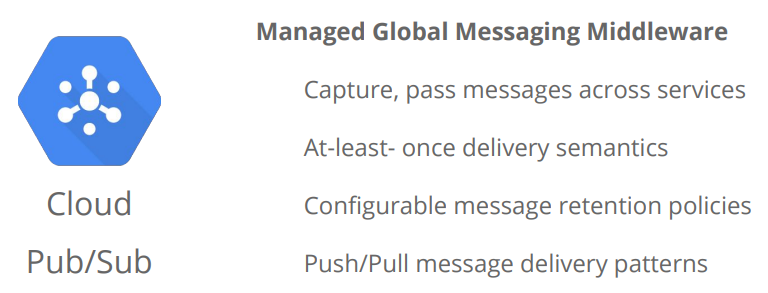 Managed Global Messaging Middleware
Capture, pass messages across services
At-least- once delivery semantics
Configurable message retention policies
Push/Pull message delivery patterns
Cloud
Pub/Sub